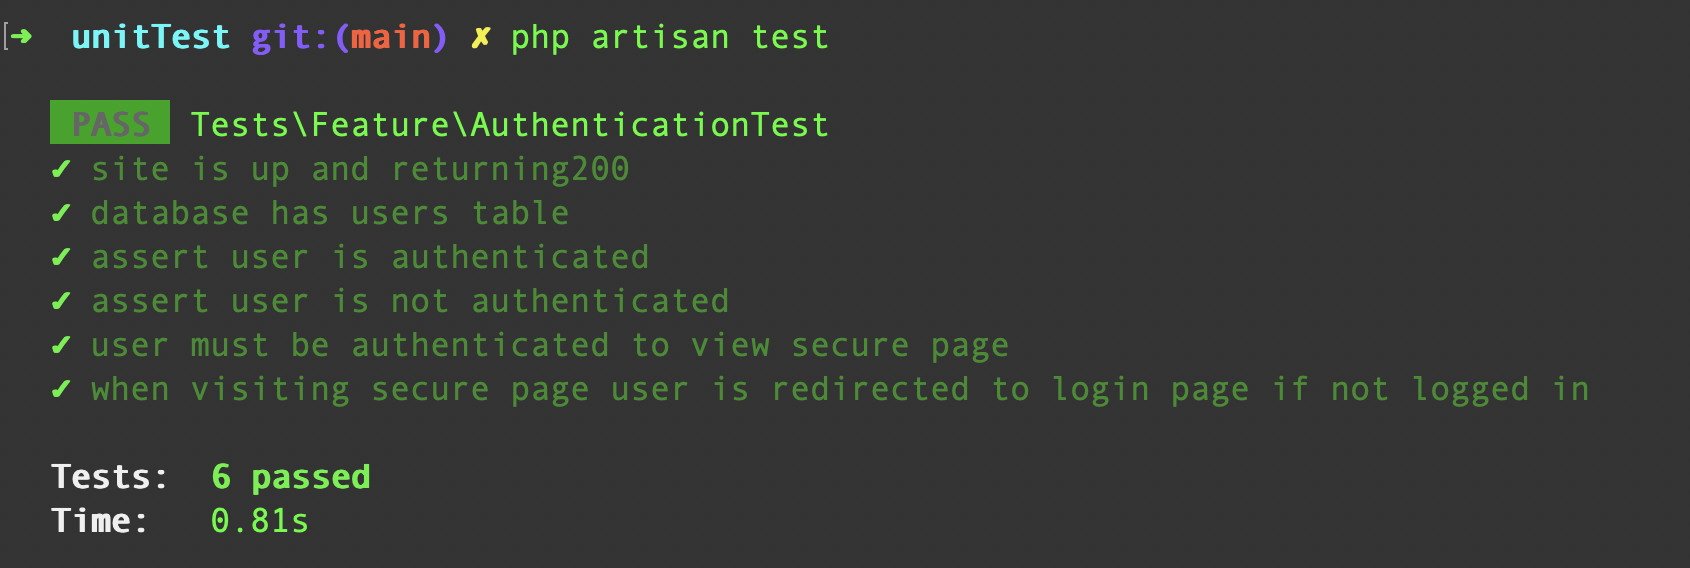 [➜ unitTest git:(main) ✗ php artisan test
PASS Tests\Feature\AuthenticationTest
✓ site is up and returning200
✓ database has users table
✓ assert user is authenticated
✓ assert user is not authenticated
✓ user must be authenticated to view secure page
✓ when visiting secure page user is redirected to login page if not logged in
Tests: 6 passed
Time: 0.81s